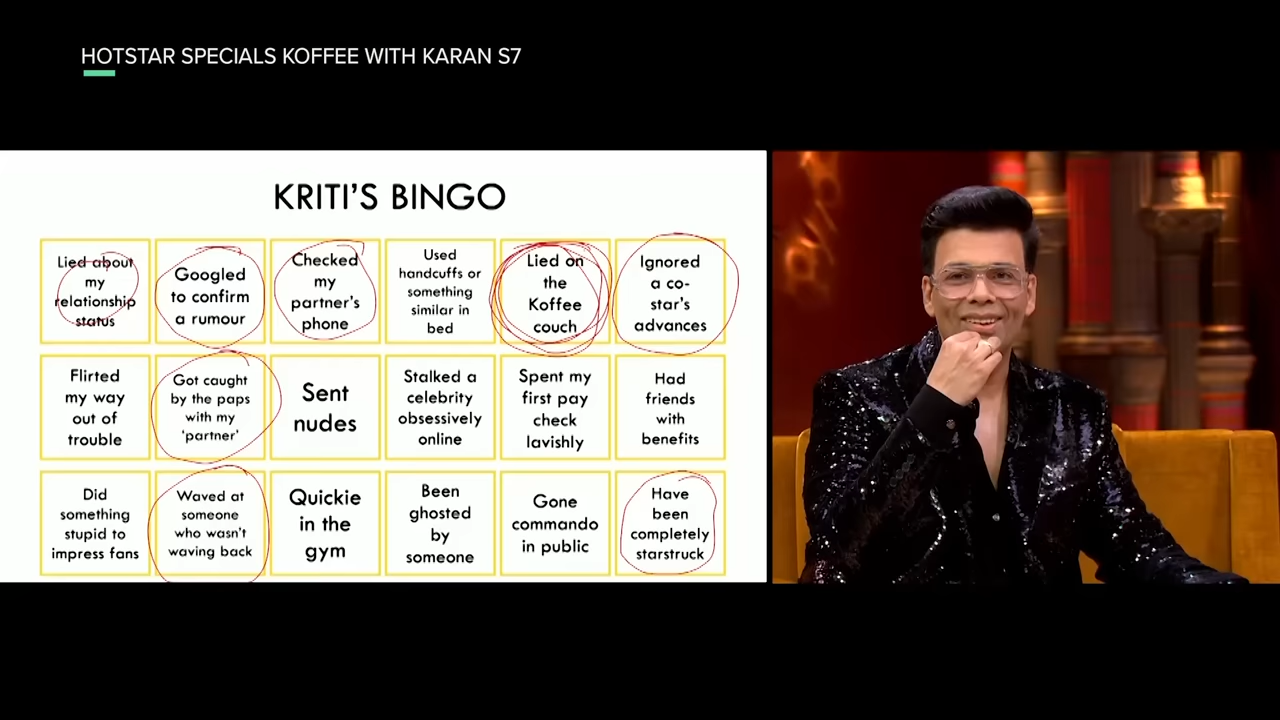 HOTSTAR SPECIALS KOFFEE WITH KARAN S7
KRITI'S BINGO
Lied about
my
relationship
status
Googled
to confirm
a rumour
Checked
my
partner's
phone
Used
handcuffs or
something
similar in
bed
Lied on
the
Koffee
couch
Ignored
a co-
star's
advances
Flirted
my way
out of
trouble
Got caught
by the paps
with my
'partner'
Sent
nudes
Stalked a
celebrity
obsessively
online
Spent my
first pay
check
lavishly
Had
friends
with
benefits
Did
something
stupid to
impress fans
Waved at
someone
who wasn't
waving back
Quickie
in the
gym
Been
ghosted
by
someone
Gone
commando
in public
Have
been
completely
starstruck